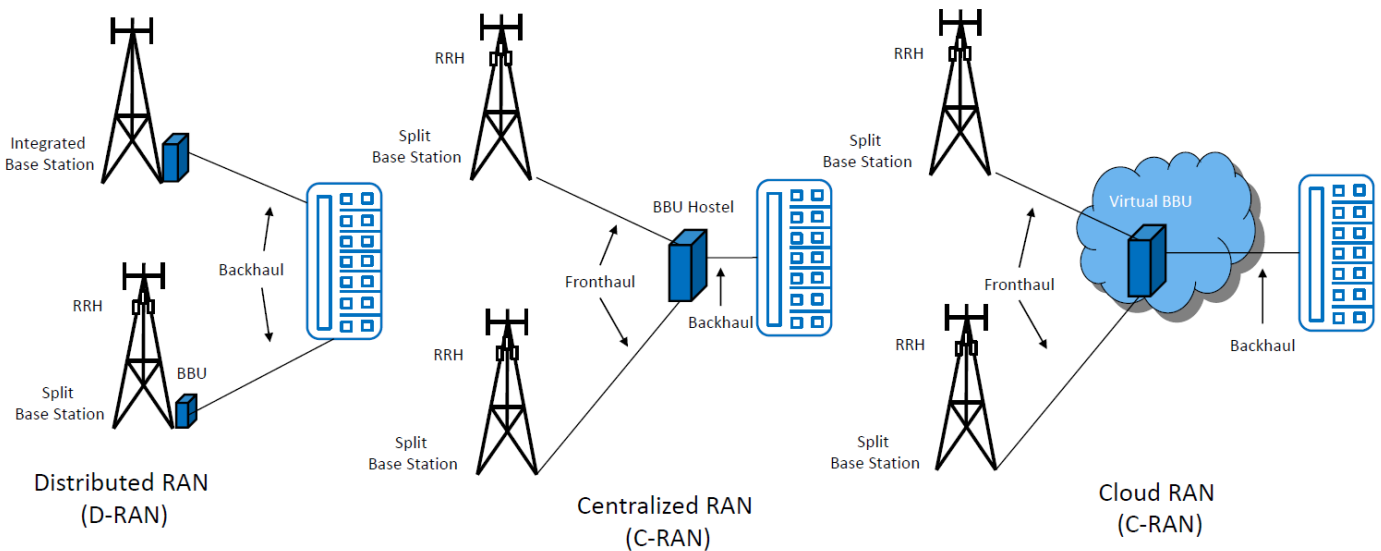 Integrated
Base Station
Backhaul
RRH
BBU
Split
Base Station
Distributed RAN
(D-RAN)
RRH
Split
Base Station
BBU Hostel
Fronthaul
Backhaul
RRH
Split
Base Station
Centralized RAN
(C-RAN)
RRH
Split
Base Station
Virtual BBU
Fronthaul
Backhaul
RRH
Split
Base Station
Cloud RAN
(C-RAN)